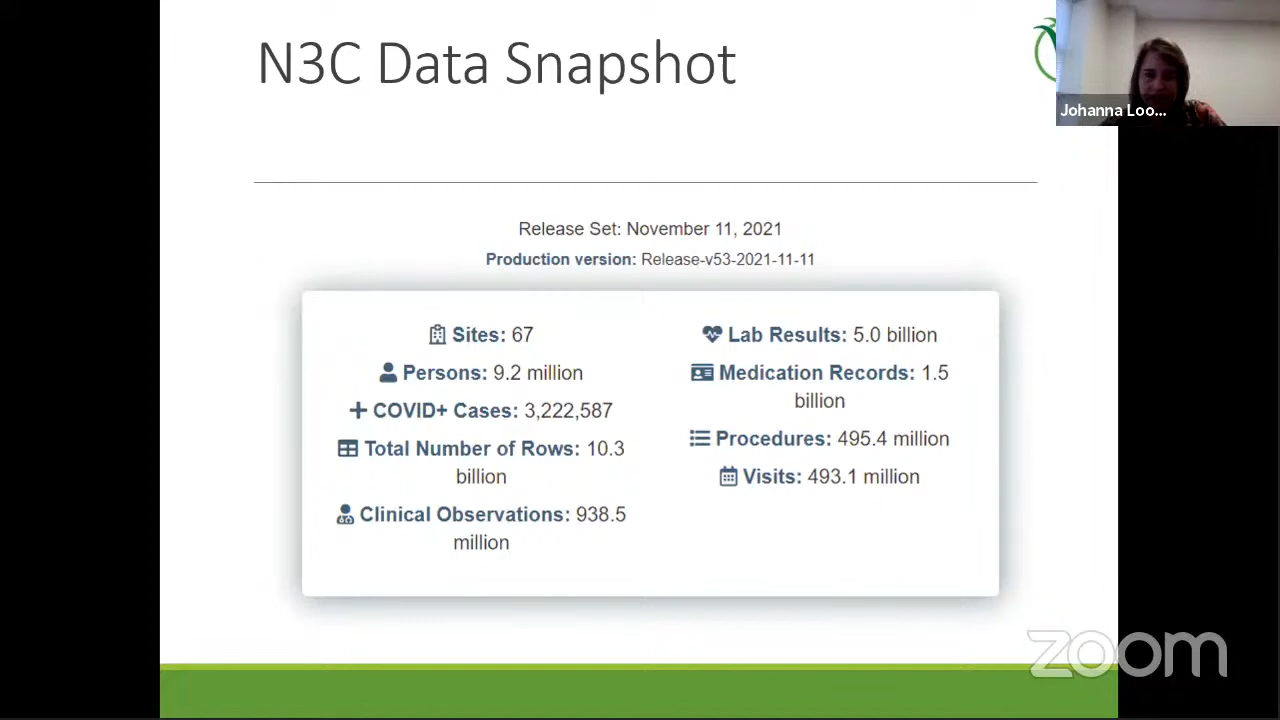 N3C Data Snapshot
Johanna Loo...
Release Set: November 11, 2021
Production version: Release-v53-2021-11-11
Sites: 67
Persons: 9.2 million
COVID+ Cases: 3,222,587
Total Number of Rows: 10.3
billion
Clinical Observations: 938.5
million
Lab Results: 5.0 billion
Medication Records: 1.5
billion
Procedures: 495.4 million
Visits: 493.1 million
zoom